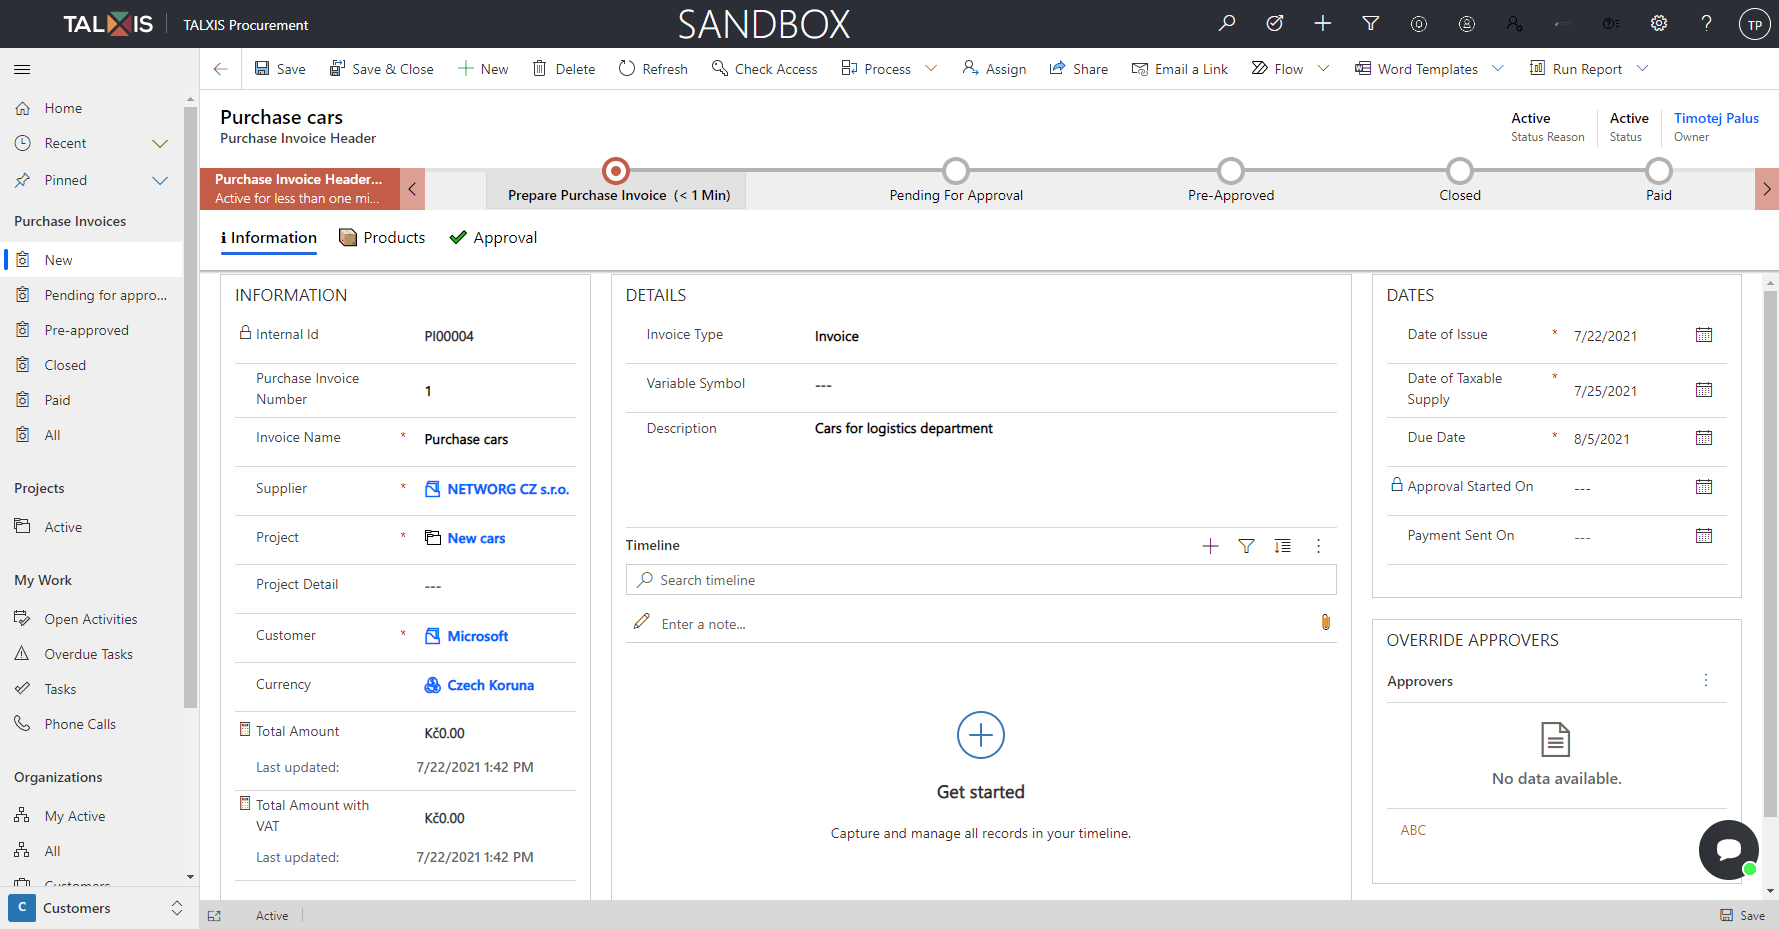 TALXIS
TALXIS Procurement
SANDBOX
TP
Save
Save & Close
New
Delete
Refresh
Check Access
Process
Assign
Share
Email a Link
Flow
Word Templates
Run Report
Home
Recent
Pinned
Purchase Invoices
New
Pending for appro...
Pre-approved
Closed
Paid
All
Projects
Active
My Work
Open Activities
Overdue Tasks
Tasks
Phone Calls
Organizations
My Active
All
Customers
C
Customers
Purchase cars
Purchase Invoice Header
Active
Status Reason
Active
Status
Timotej Palus
Owner
Purchase Invoice Header...
Active for less than one mi...
Prepare Purchase Invoice (< 1 Min)
Pending For Approval
Pre-Approved
Closed
Paid
Information
Products
Approval
INFORMATION
Internal Id
PI00004
Purchase Invoice
Number
1
Invoice Name *
Purchase cars
Supplier *
NETWORG CZ s.r.o.
Project *
New cars
Project Detail
---
Customer *
Microsoft
Currency
Czech Koruna
Total Amount
Kč0.00
Last updated:
7/22/2021 1:42 PM
Total Amount with
VAT
Kč0.00
Last updated:
7/22/2021 1:42 PM
DETAILS
Invoice Type
Invoice
Variable Symbol
---
Description
Cars for logistics department
Timeline
Search timeline
Enter a note...
Get started
Capture and manage all records in your timeline.
DATES
Date of Issue *
7/22/2021
Date of Taxable
Supply
*
7/25/2021
Due Date *
8/5/2021
Approval Started On
---
Payment Sent On
---
OVERRIDE APPROVERS
Approvers
No data available.
ABC
Active
Save